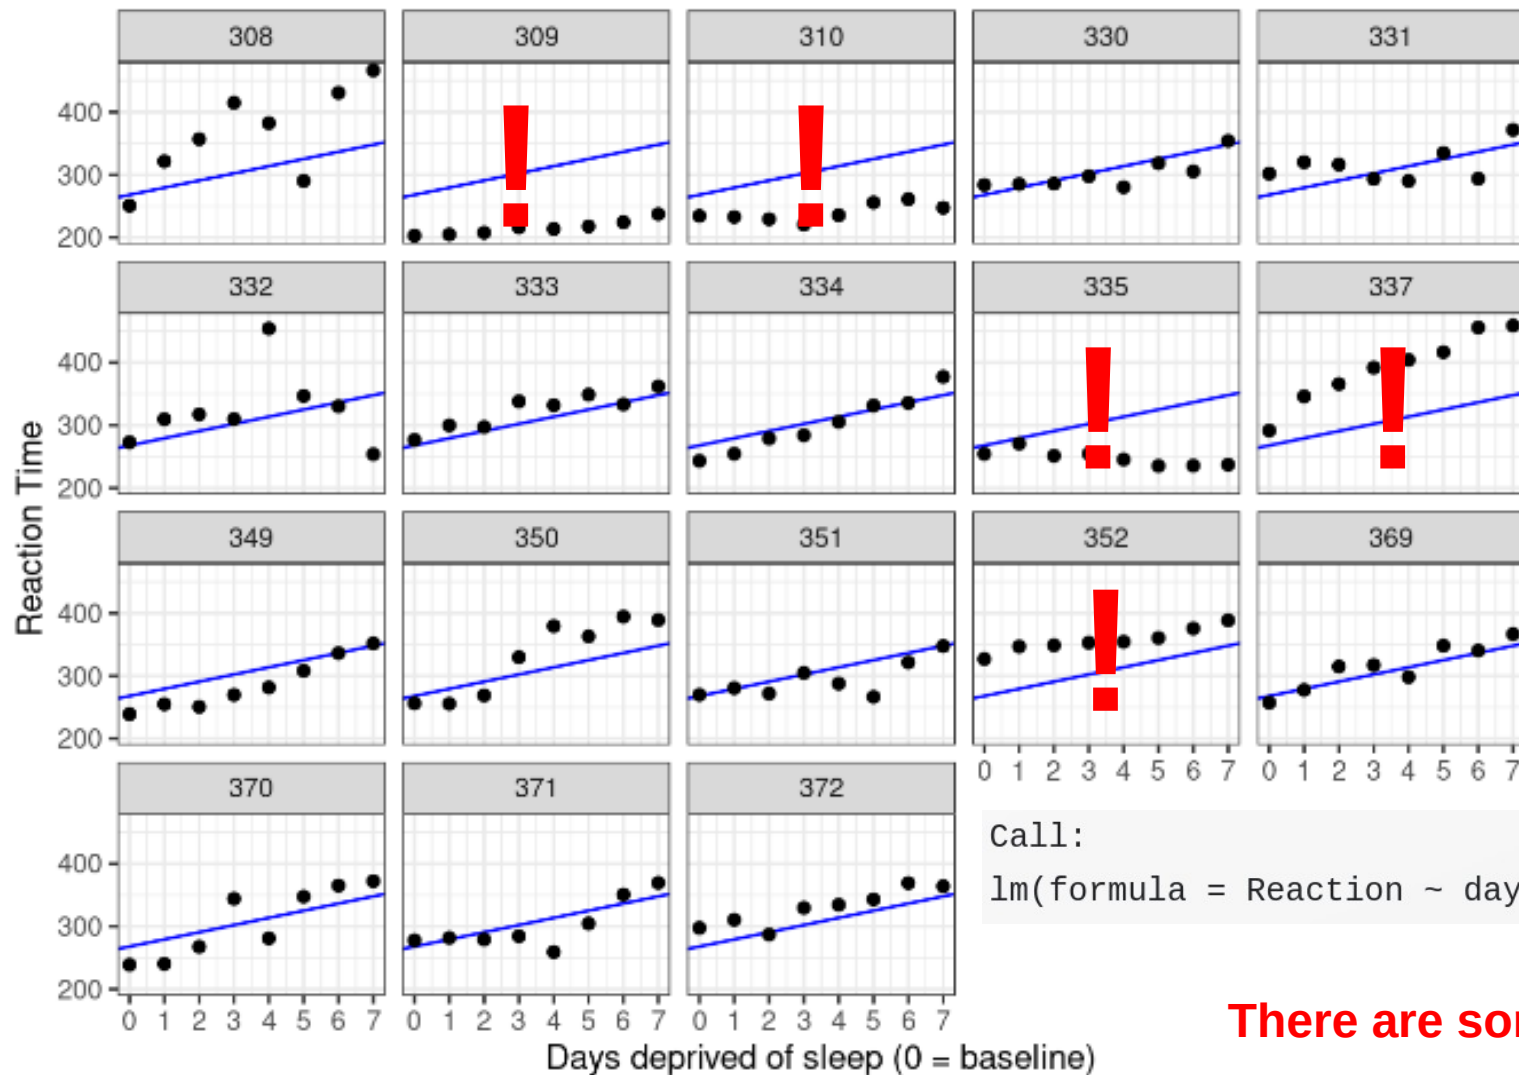 308 309 310 330 331
400
300
200
332 333 334 335 337
400
300
200
349 350 351 352 369
400
300
200
0 1 2 3 4 5 6 7 0 1 2 3 4 5 6 7
370 371 372
400
300
200
0 1 2 3 4 5 6 7 0 1 2 3 4 5 6 7 0 1 2 3 4 5 6 7
Reaction Time
Days deprived of sleep (0 = baseline)
! ! ! ! !
Call:
lm(formula = Reaction ~ day
There are sor